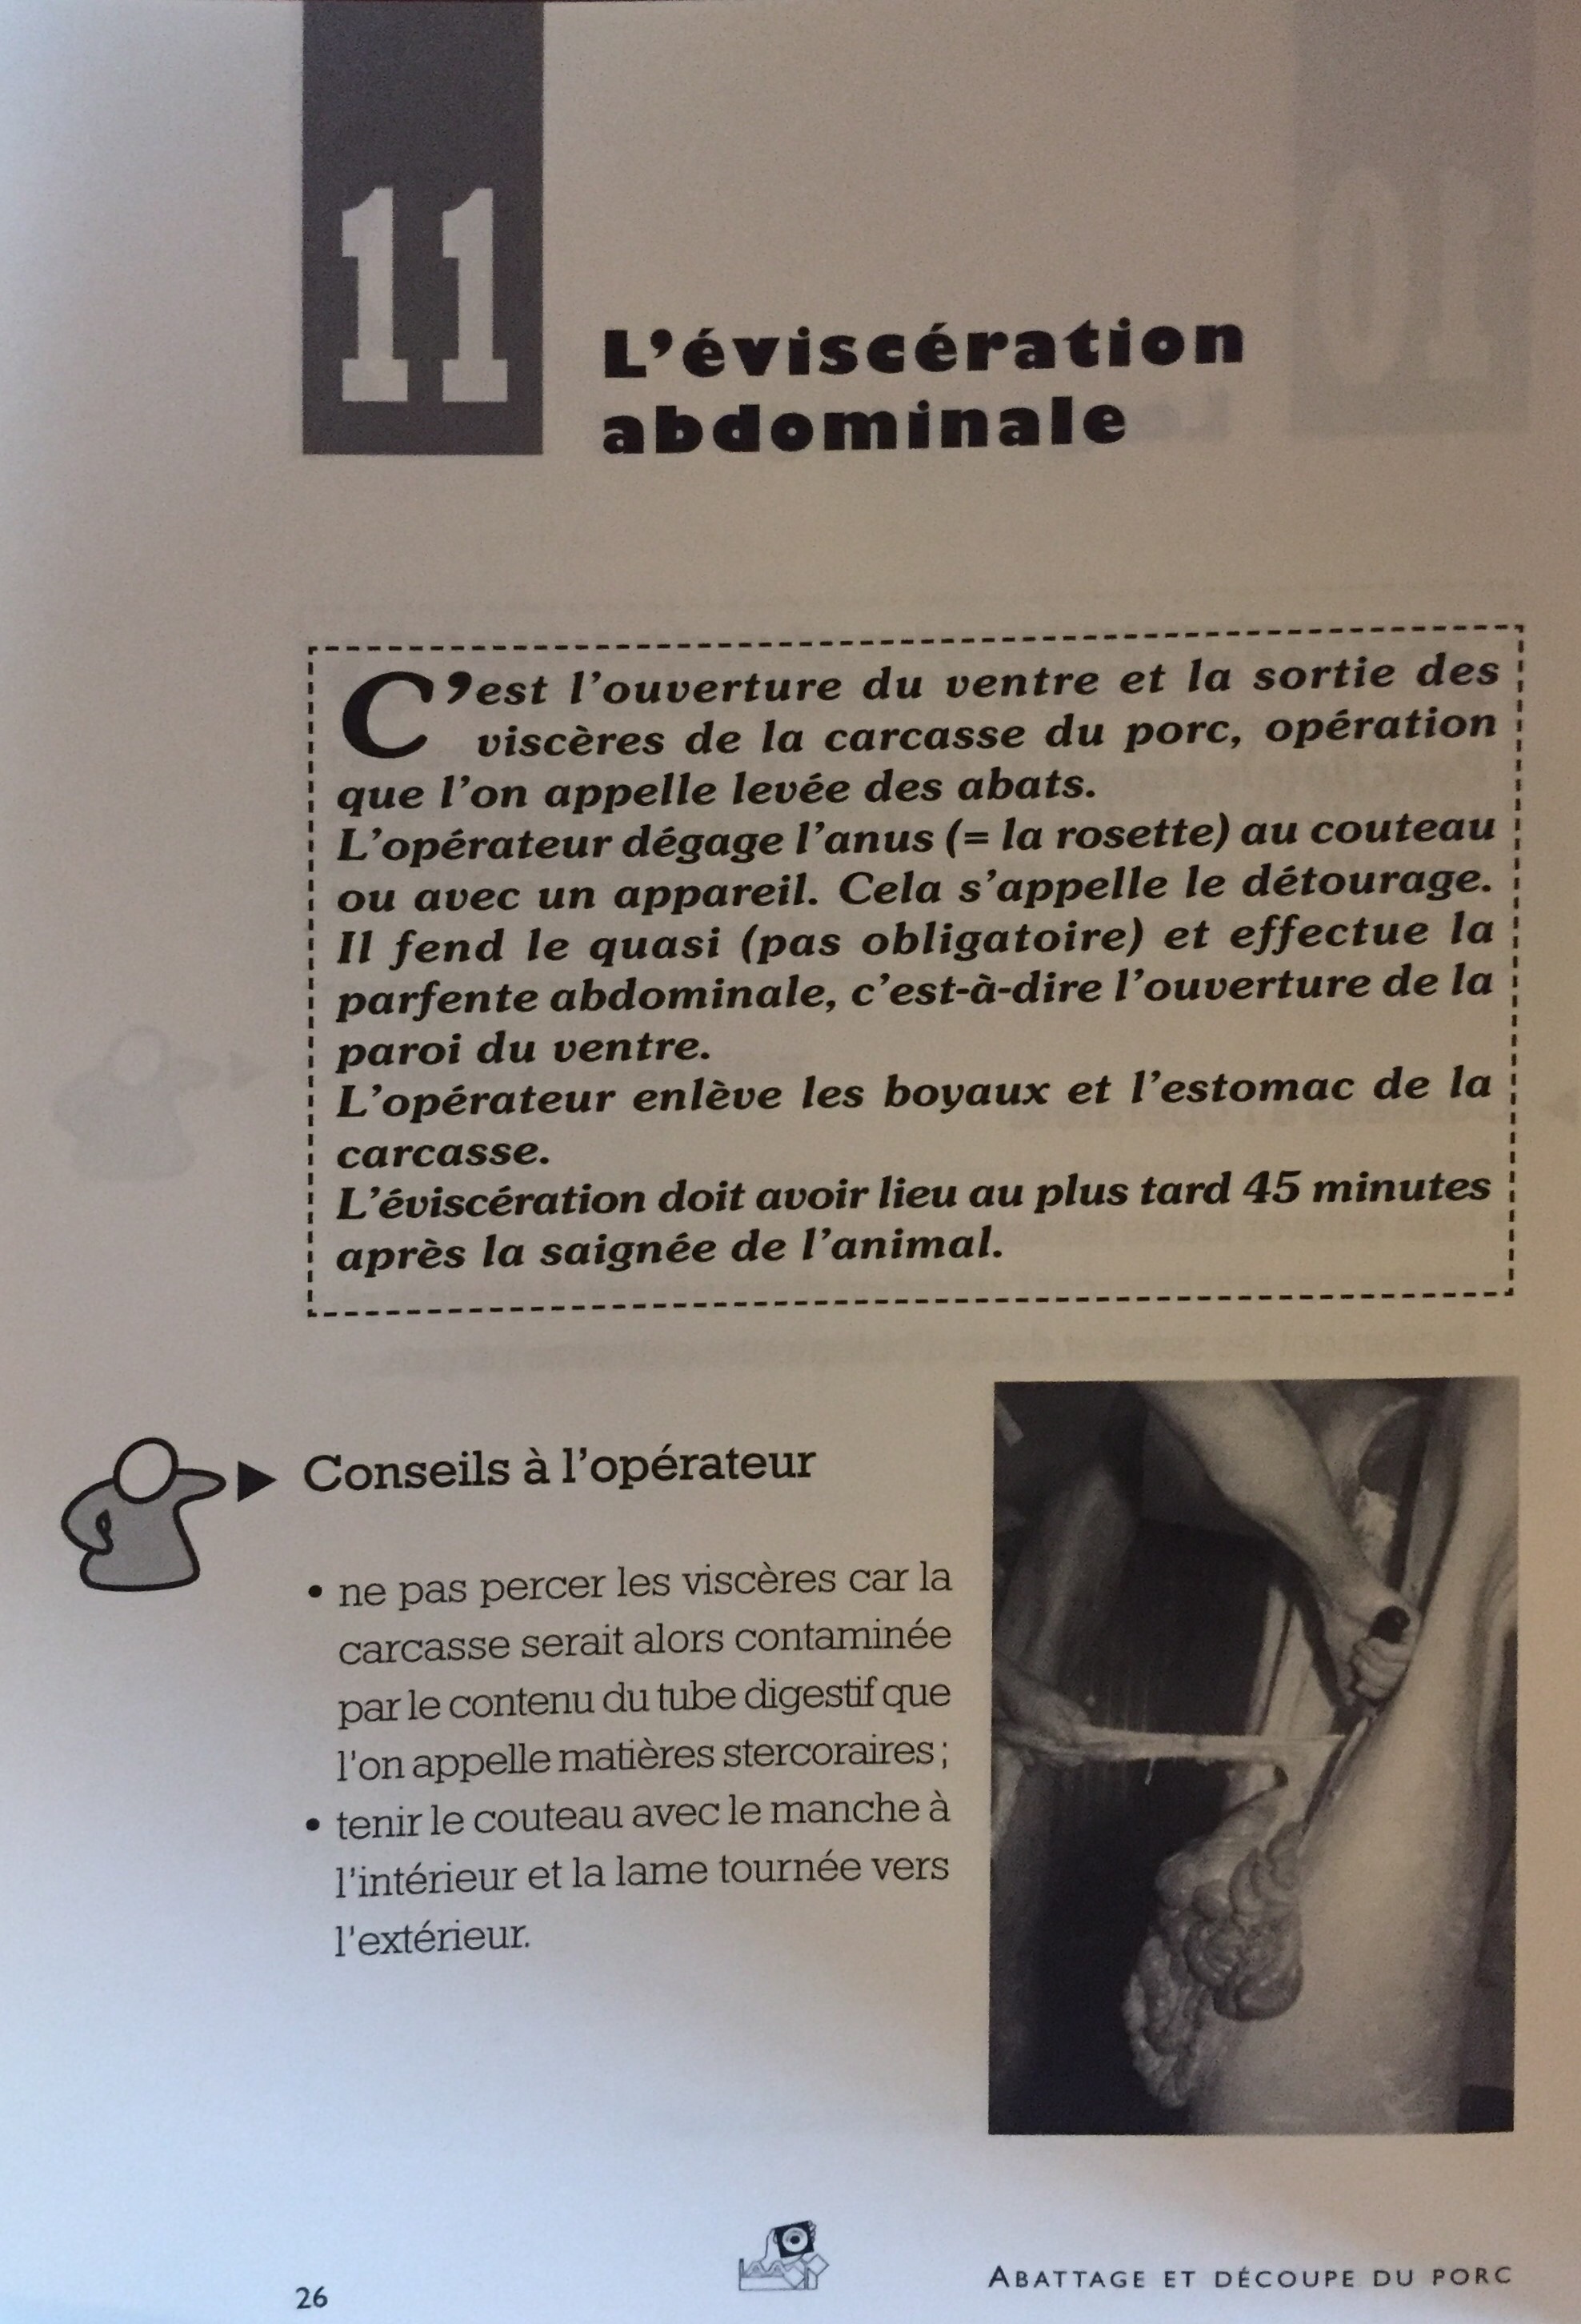 11
L'éviscération
abdominale
C'est l'ouverture du ventre et la sortie des
viscères de la carcasse du porc, opération
que l'on appelle levée des abats.
L'opérateur dégage l'anus (= la rosette) au couteau
ou avec un appareil. Cela s'appelle le détourage.
Il fend le quasi (pas obligatoire) et effectue la
parfente abdominale, c'est-à-dire l'ouverture de la
paroi du ventre.
L'opérateur enlève les boyaux et l'estomac de la
carcasse.
L'éviscération doit avoir lieu au plus tard 45 minutes
après la saignée de l'animal.
Conseils à l'opérateur
• ne pas percer les viscères car la
carcasse serait alors contaminée
par le contenu du tube digestif que
l'on appelle matières stercoraires ;
• tenir le couteau avec le manche à
l'intérieur et la lame tournée vers
l'extérieur.
26
ABATTAGE ET DÉCOUPE DU PORC